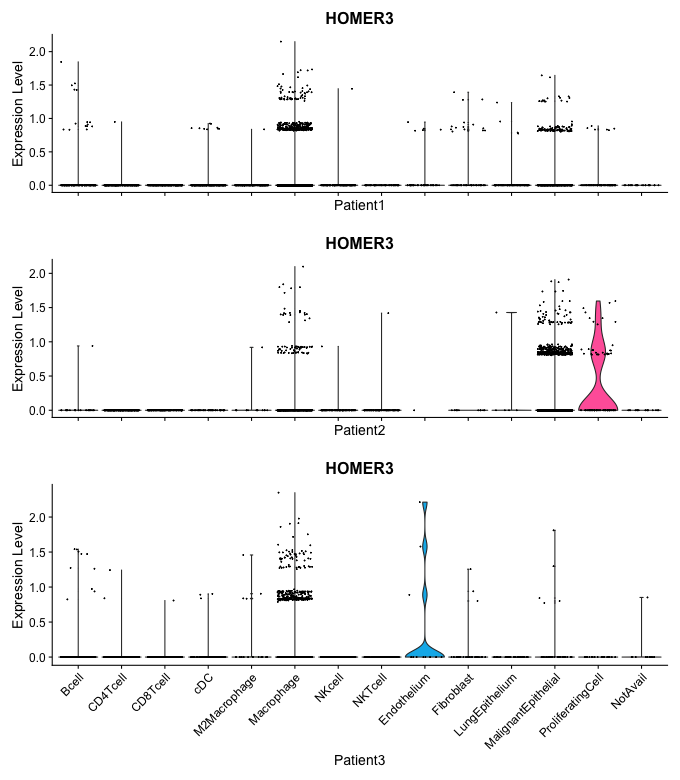 HOMER3
Expression Level
2.0
1.5
1.0
0.5
0.0
Patient1
HOMER3
Expression Level
2.0
1.5
1.0
0.5
0.0
Patient2
HOMER3
Expression Level
2.0
1.5
1.0
0.5
0.0
Bcell
CD4Tcell
CD8Tcell
cDC
M2Macrophage
Macrophage
NKcell
NKTcell
Endothelium
Fibroblast
LungEpithelium
MalignantEpithelial
ProliferatingCell
NotAvail
Patient3